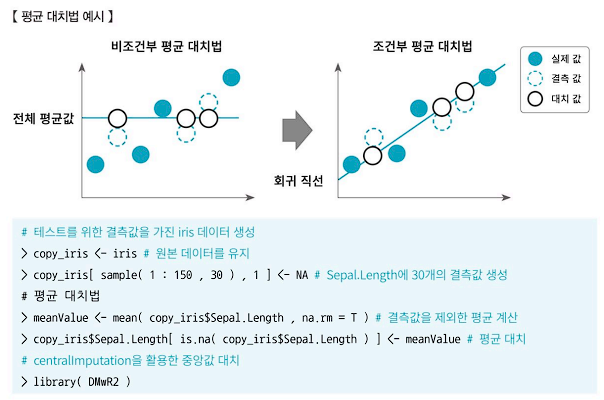 【 평균 대치법 예시 】
비조건부 평균 대치법
조건부 평균 대치법
실제 값
결측 값
대치 값
전체 평균값
회귀 직선
# 테스트를 위한 결측값을 가진 iris 데이터 생성
> copy_iris <- iris # 원본 데이터를 유지
> copy_iris[ sample( 1 : 150 , 30 ) , 1 ] <- NA # Sepal.Length에 30개의 결측값 생성
# 평균 대치법
> meanValue <- mean( copy_iris$Sepal.Length , na.rm = T ) # 결측값을 제외한 평균 계산
> copy_iris$Sepal.Length[ is.na( copy_iris$Sepal.Length ) ] <- meanValue # 평균 대치
# centralImputation을 활용한 중앙값 대치
> library( DMwR2 )